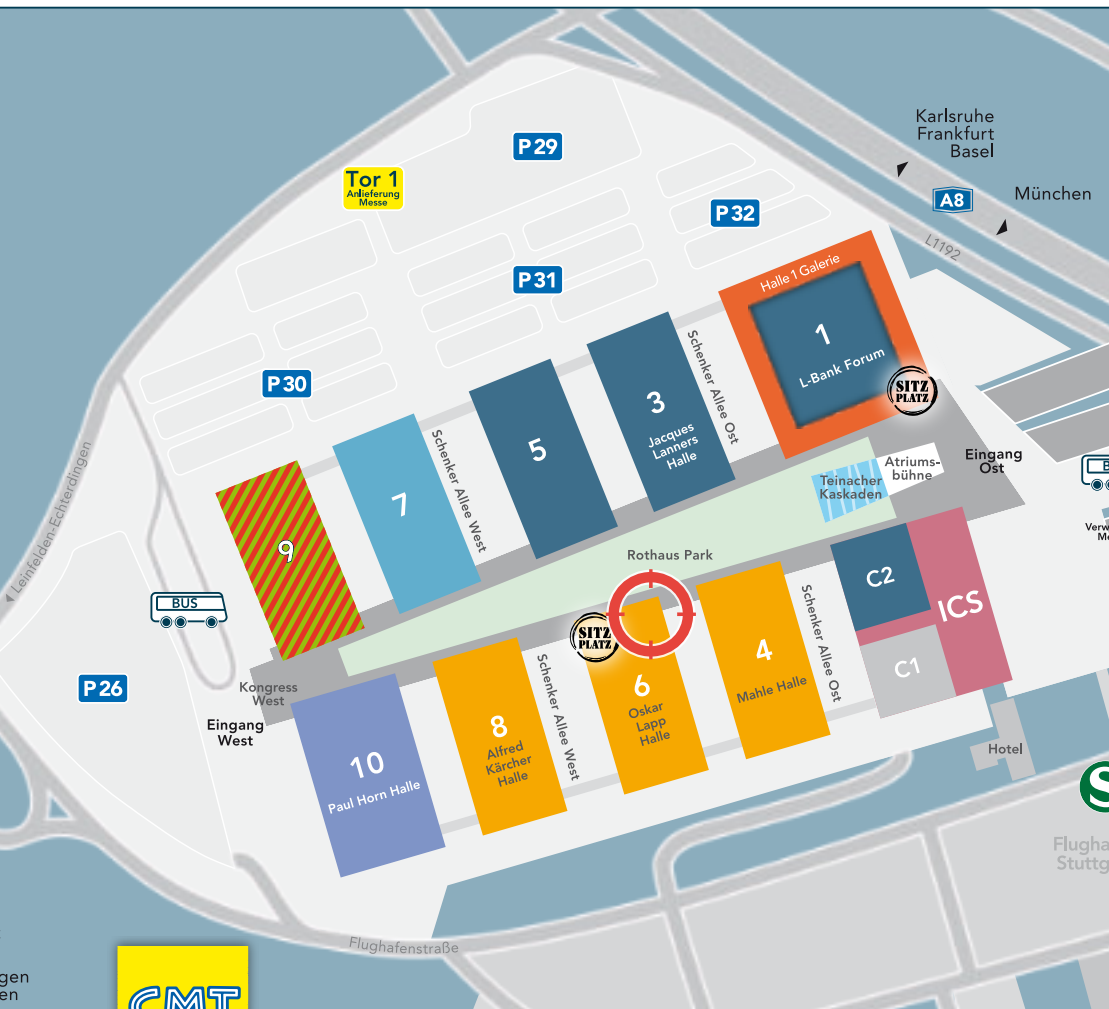 P29
Tor 1
Anlieferung
Messe
Karlsruhe
Frankfurt
Basel
A8
München
P32
L1192
P31
Halle 1 Galerie
1
L-Bank Forum
P30
SITZ
PLATZ
3
Jacques
Lanners
Halle
Schenker Allee Ost
5
7
Schenker Allee West
9
Leinfelden-Echterdingen
Eingang
Ost
Atriums-
bühne
Teinacher
Kaskaden
Rothaus Park
BUS
SITZ
PLATZ
C2
ICS
C1
4
Mahle Halle
Schenker Allee Ost
6
Oskar
Lapp
Halle
Schenker Allee West
8
Alfred
Kärcher
Halle
P26
Kongress
West
Eingang
West
10
Paul Horn Halle
Hotel
S
Flughafenstraße
CMT